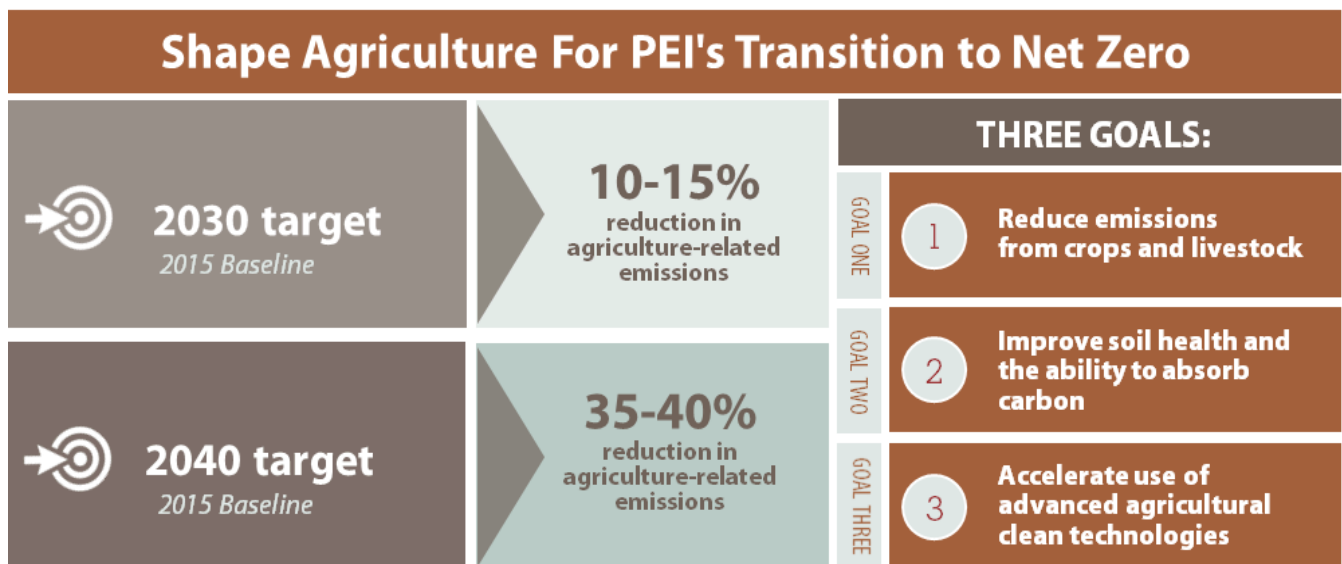 Shape Agriculture For PEI's Transition to Net Zero
2030 target
2015 Baseline
10-15%
reduction in
agriculture-related
emissions
2040 target
2015 Baseline
35-40%
reduction in
agriculture-related
emissions
THREE GOALS:
GOAL ONE
1
Reduce emissions
from crops and livestock
GOAL TWO
2
Improve soil health and
the ability to absorb
carbon
GOAL THREE
3
Accelerate use of
advanced agricultural
clean technologies